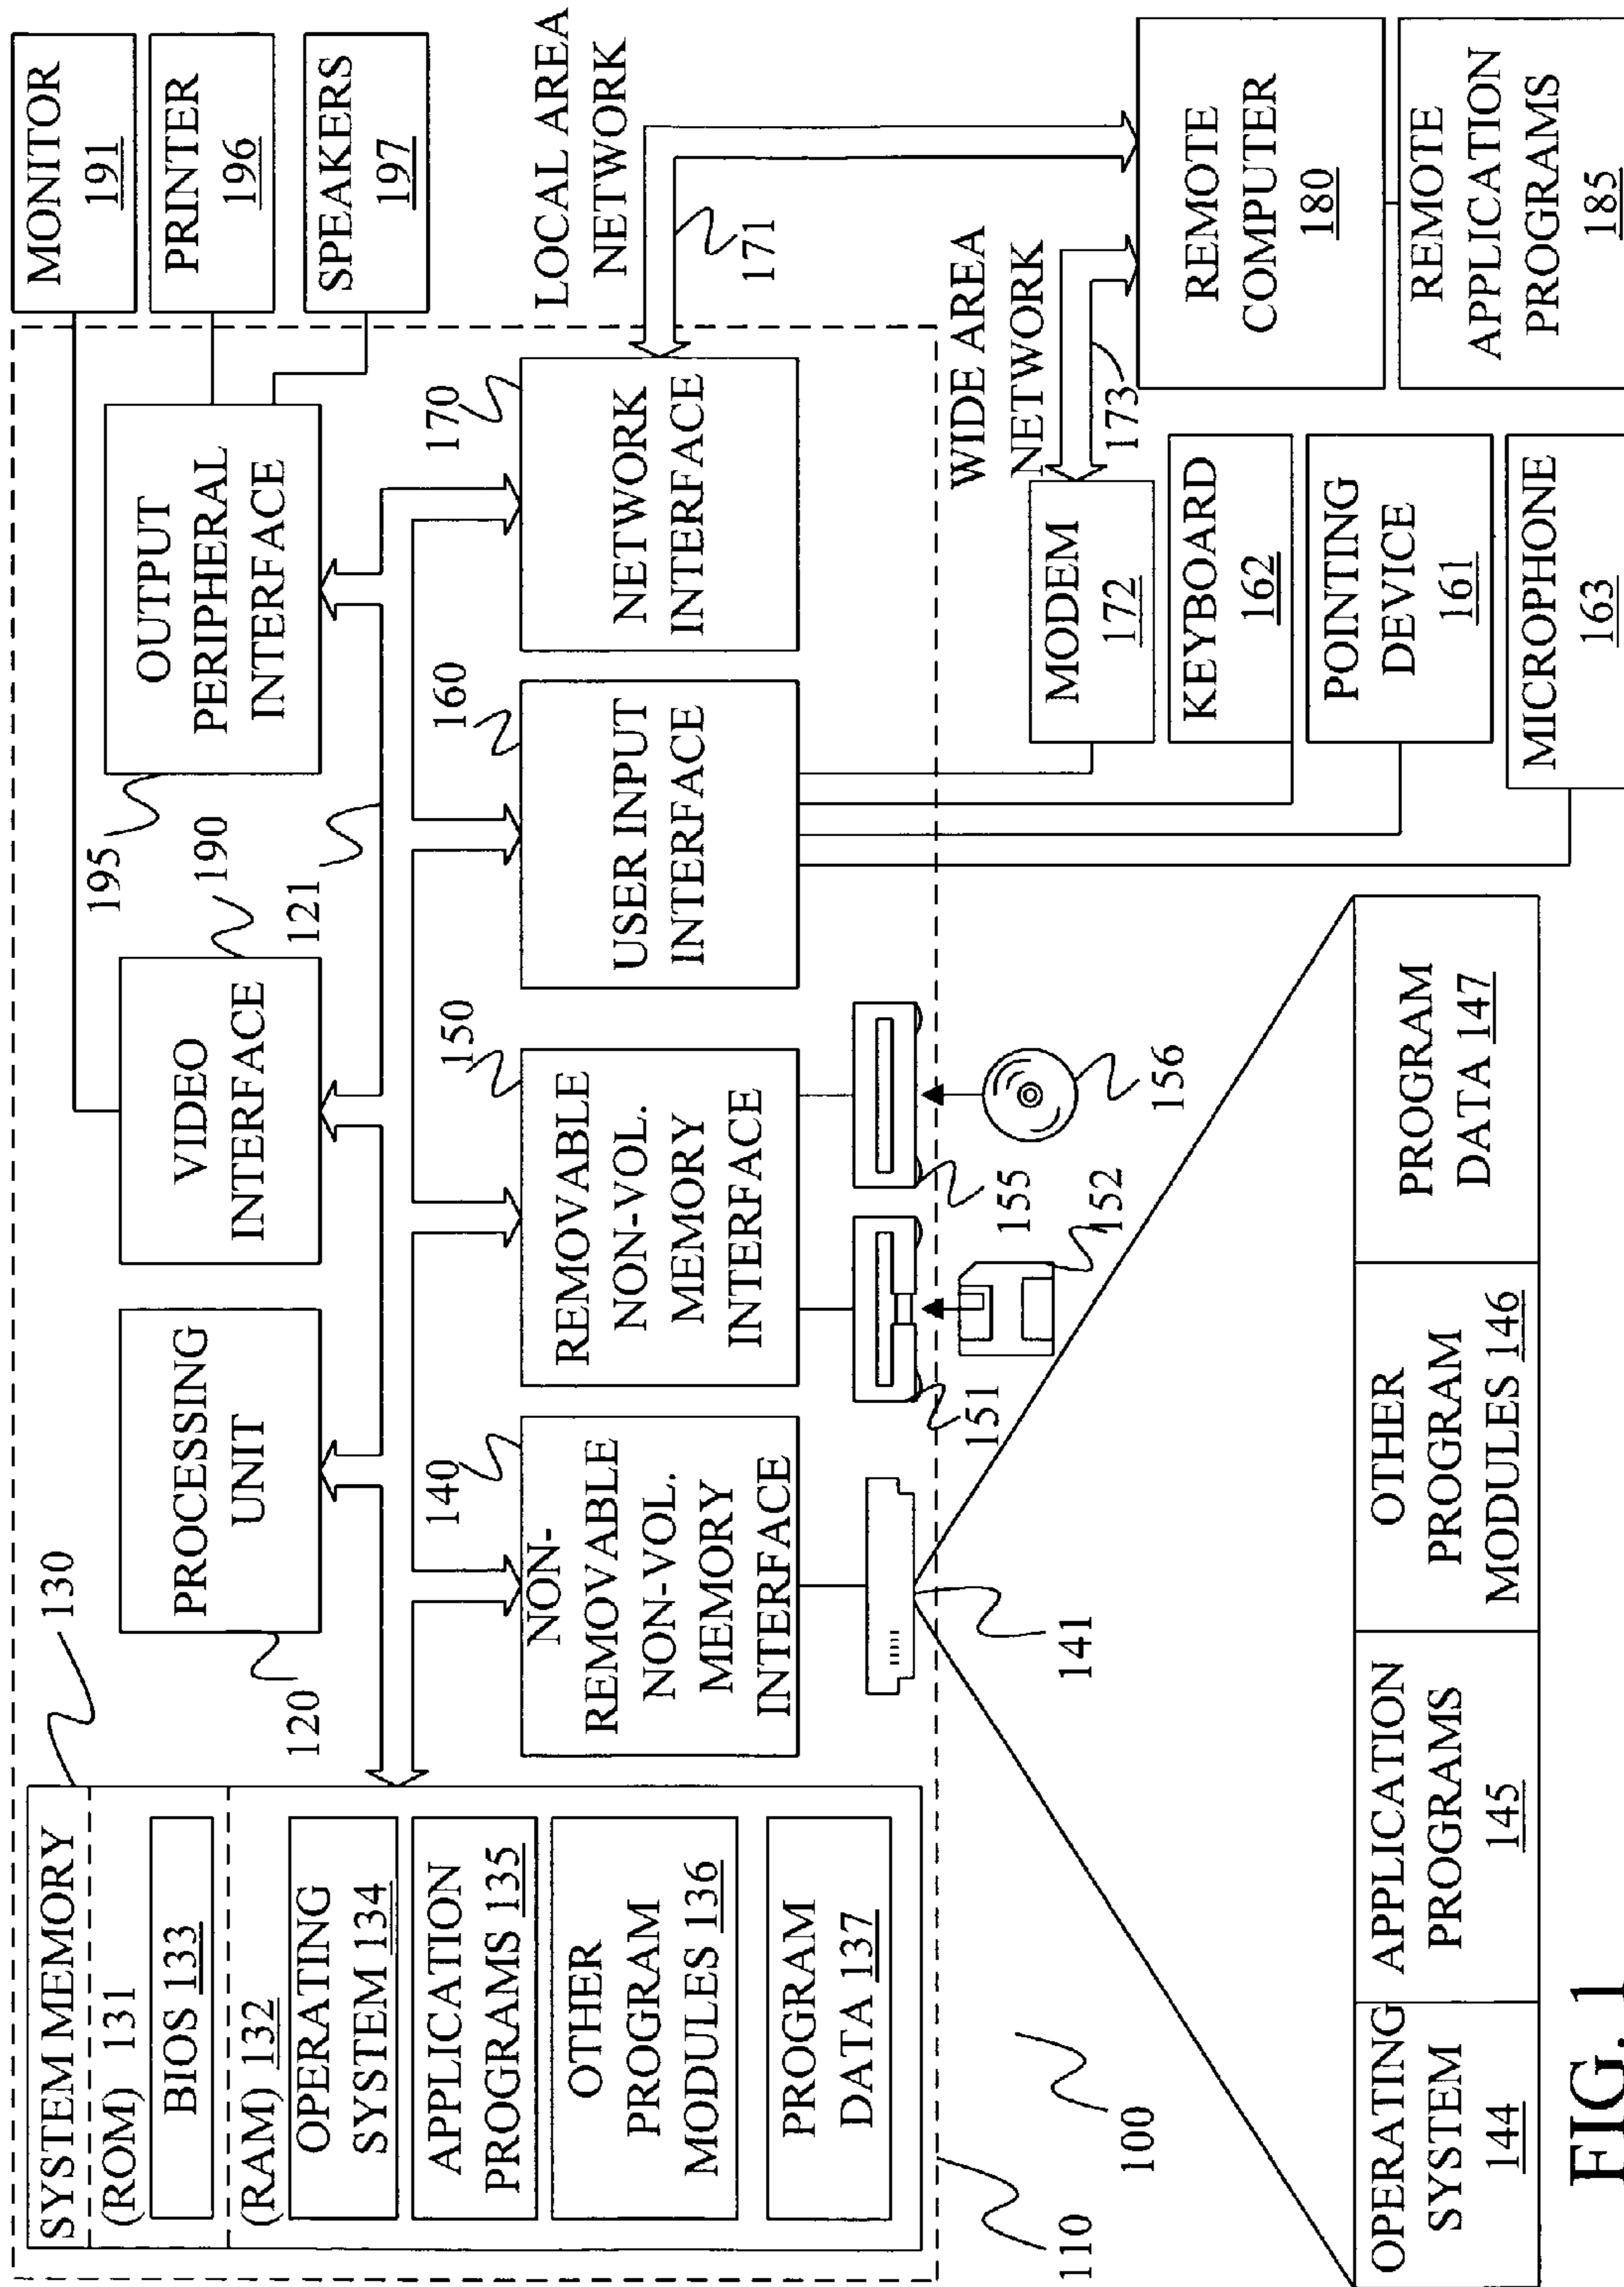 SYSTEM MEMORY
(ROM) 131
BIOS 133
(RAM) 132
OPERATING
SYSTEM 134
APPLICATION
PROGRAMS 135
OTHER
PROGRAM
MODULES 136
PROGRAM
DATA 137
130
PROCESSING
UNIT
120
VIDEO
INTERFACE
190
121
OUTPUT
PERIPHERAL
INTERFACE
195
MONITOR
191
PRINTER
196
SPEAKERS
197
NON-
REMOVABLE
NON-VOL.
MEMORY
INTERFACE
140
REMOVABLE
NON-VOL.
MEMORY
INTERFACE
150
USER INPUT
INTERFACE
160
NETWORK
INTERFACE
170
LOCAL AREA
NETWORK
171
141
151
152
155
156
WIDE AREA
NETWORK
173
MODEM
172
KEYBOARD
162
POINTING
DEVICE
161
MICROPHONE
163
REMOTE
COMPUTER
180
REMOTE
APPLICATION
PROGRAMS
185
110
100
OPERATING
SYSTEM
144
APPLICATION
PROGRAMS
145
OTHER
PROGRAM
MODULES 146
PROGRAM
DATA 147
FIG. 1